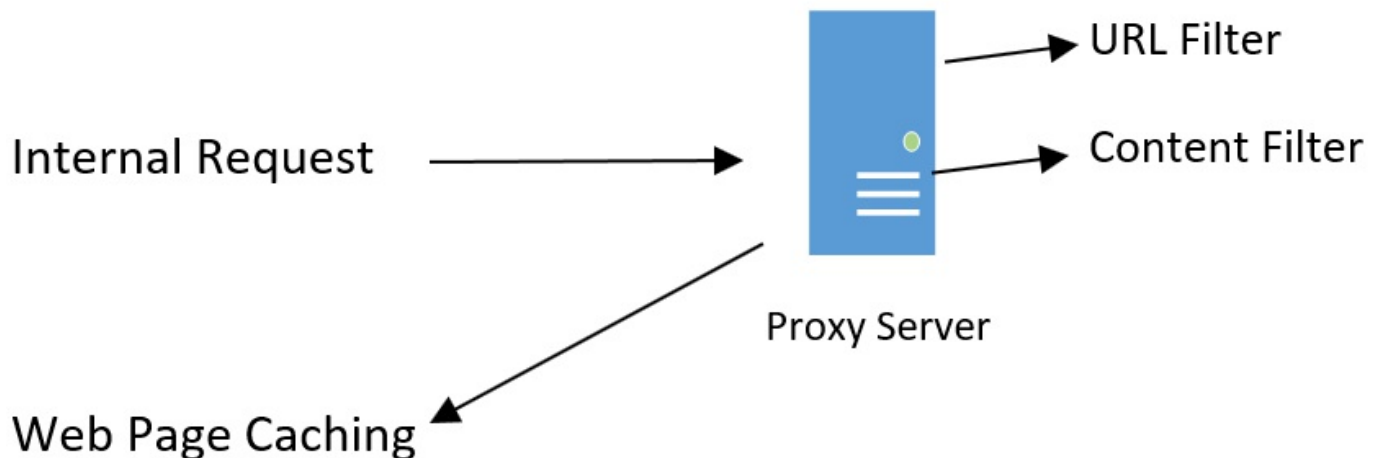 URL Filter
Internal Request
Content Filter
Proxy Server
Web Page Caching